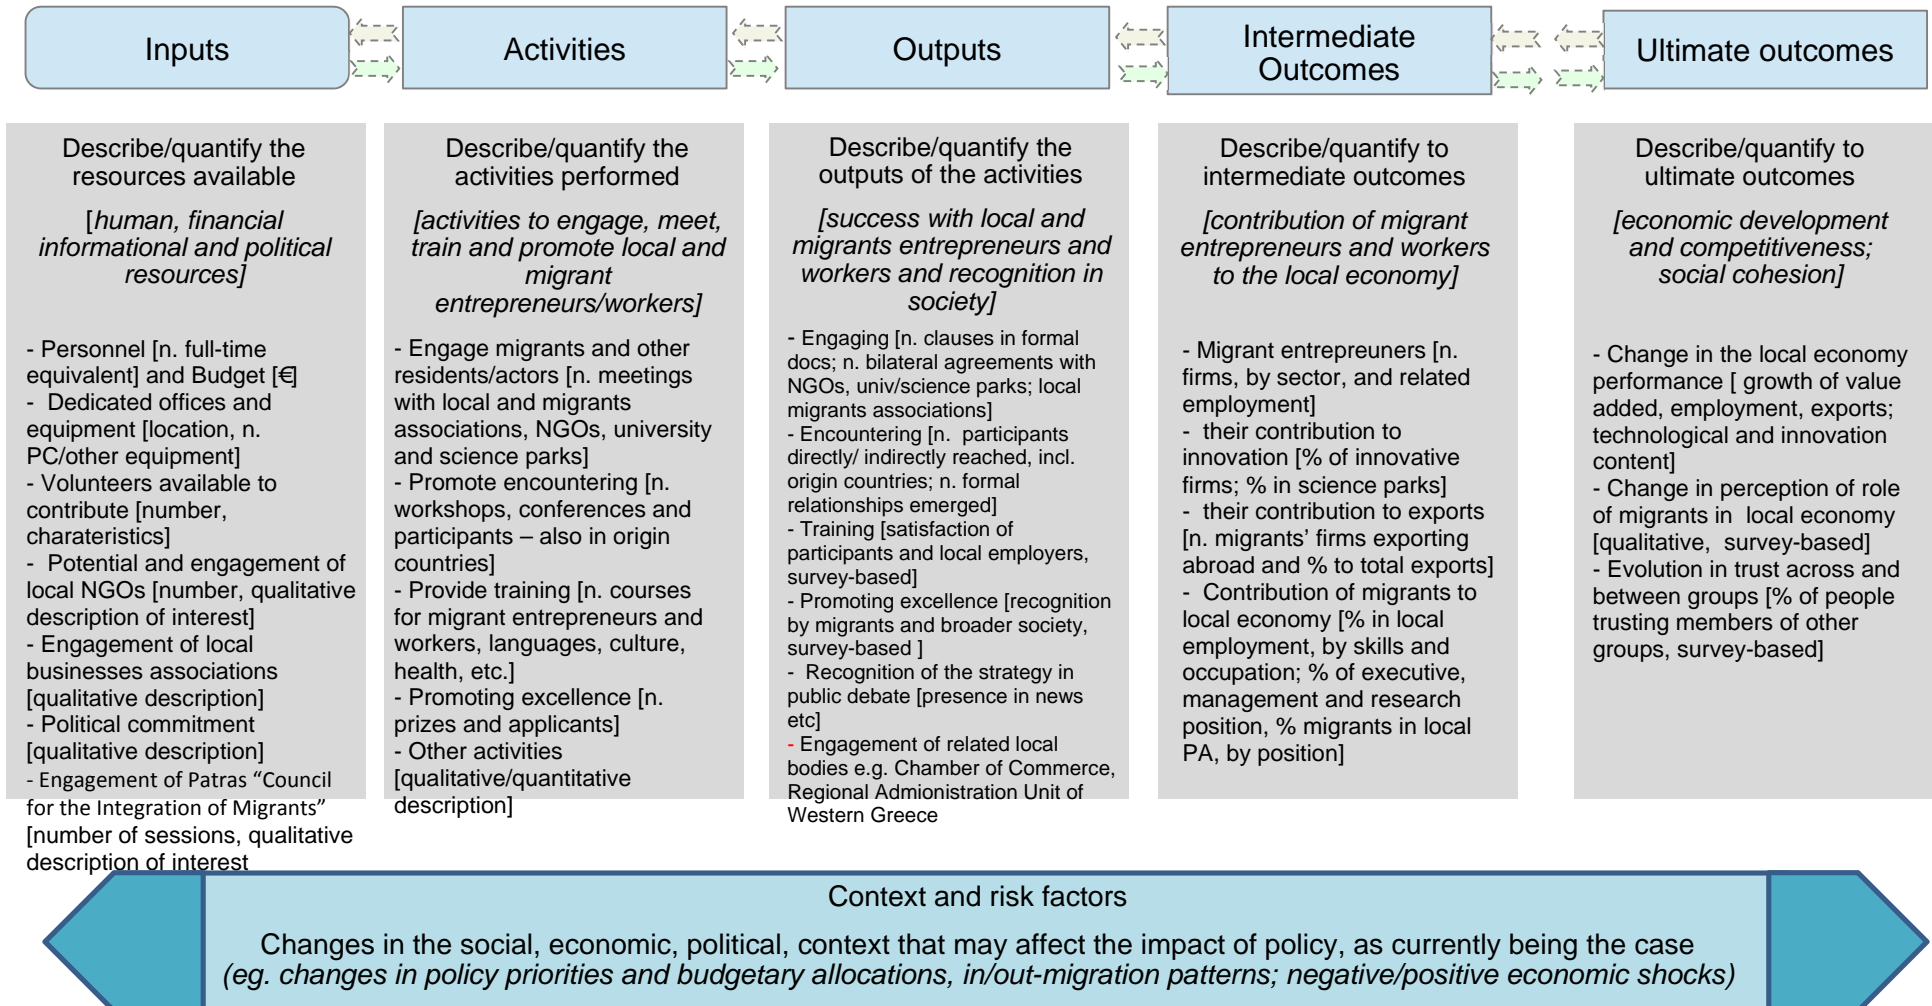 Inputs
Activities
Outputs
Intermediate
Outcomes
Ultimate outcomes
Describe/quantify the
resources available
[human, financial
informational and political
resources]
- Personnel [n. full-time
equivalent] and Budget [€]
- Dedicated offices and
equipment [location, n.
PC/other equipment]
- Volunteers available to
contribute [number,
charateristics]
- Potential and engagement of
local NGOs [number, qualitative
description of interest]
- Engagement of local
businesses associations
[qualitative description]
- Political commitment
[qualitative description]
- Engagement of Patras “Council
for the Integration of Migrants”
[number of sessions, qualitative
description of interest
Describe/quantify the
activities performed
[activities to engage, meet,
train and promote local and
migrant
entrepreneurs/workers]
- Engage migrants and other
residents/actors [n. meetings
with local and migrants
associations, NGOs, university
and science parks]
- Promote encountering [n.
workshops, conferences and
participants – also in origin
countries]
- Provide training [n. courses
for migrant entrepreneurs and
workers, languages, culture,
health, etc.]
- Promoting excellence [n.
prizes and applicants]
- Other activities
[qualitative/quantitative
description]
Describe/quantify the
outputs of the activities
[success with local and
migrants entrepreneurs and
workers and recognition in
society]
- Engaging [n. clauses in formal
docs; n. bilateral agreements with
NGOs, univ/science parks; local
migrants associations]
- Encountering [n. participants
directly/ indirectly reached, incl.
origin countries; n. formal
relationships emerged]
- Training [satisfaction of
participants and local employers,
survey-based]
- Promoting excellence [recognition
by migrants and broader society,
survey-based ]
- Recognition of the strategy in
public debate [presence in news
etc]
- Engagement of related local
bodies e.g. Chamber of Commerce,
Regional Admionistration Unit of
Western Greece
Describe/quantify to
intermediate outcomes
[contribution of migrant
entrepreneurs and workers
to the local economy]
- Migrant entrepreuners [n.
firms, by sector, and related
employment]
- their contribution to
innovation [% of innovative
firms; % in science parks]
- their contribution to exports
[n. migrants’ firms exporting
abroad and % to total exports]
- Contribution of migrants to
local economy [% in local
employment, by skills and
occupation; % of executive,
management and research
position, % migrants in local
PA, by position]
Describe/quantify to
ultimate outcomes
[economic development
and competitiveness;
social cohesion]
- Change in the local economy
performance [ growth of value
added, employment, exports;
technological and innovation
content]
- Change in perception of role
of migrants in local economy
[qualitative, survey-based]
- Evolution in trust across and
between groups [% of people
trusting members of other
groups, survey-based]
Context and risk factors
Changes in the social, economic, political, context that may affect the impact of policy, as currently being the case
(eg. changes in policy priorities and budgetary allocations, in/out-migration patterns; negative/positive economic shocks)